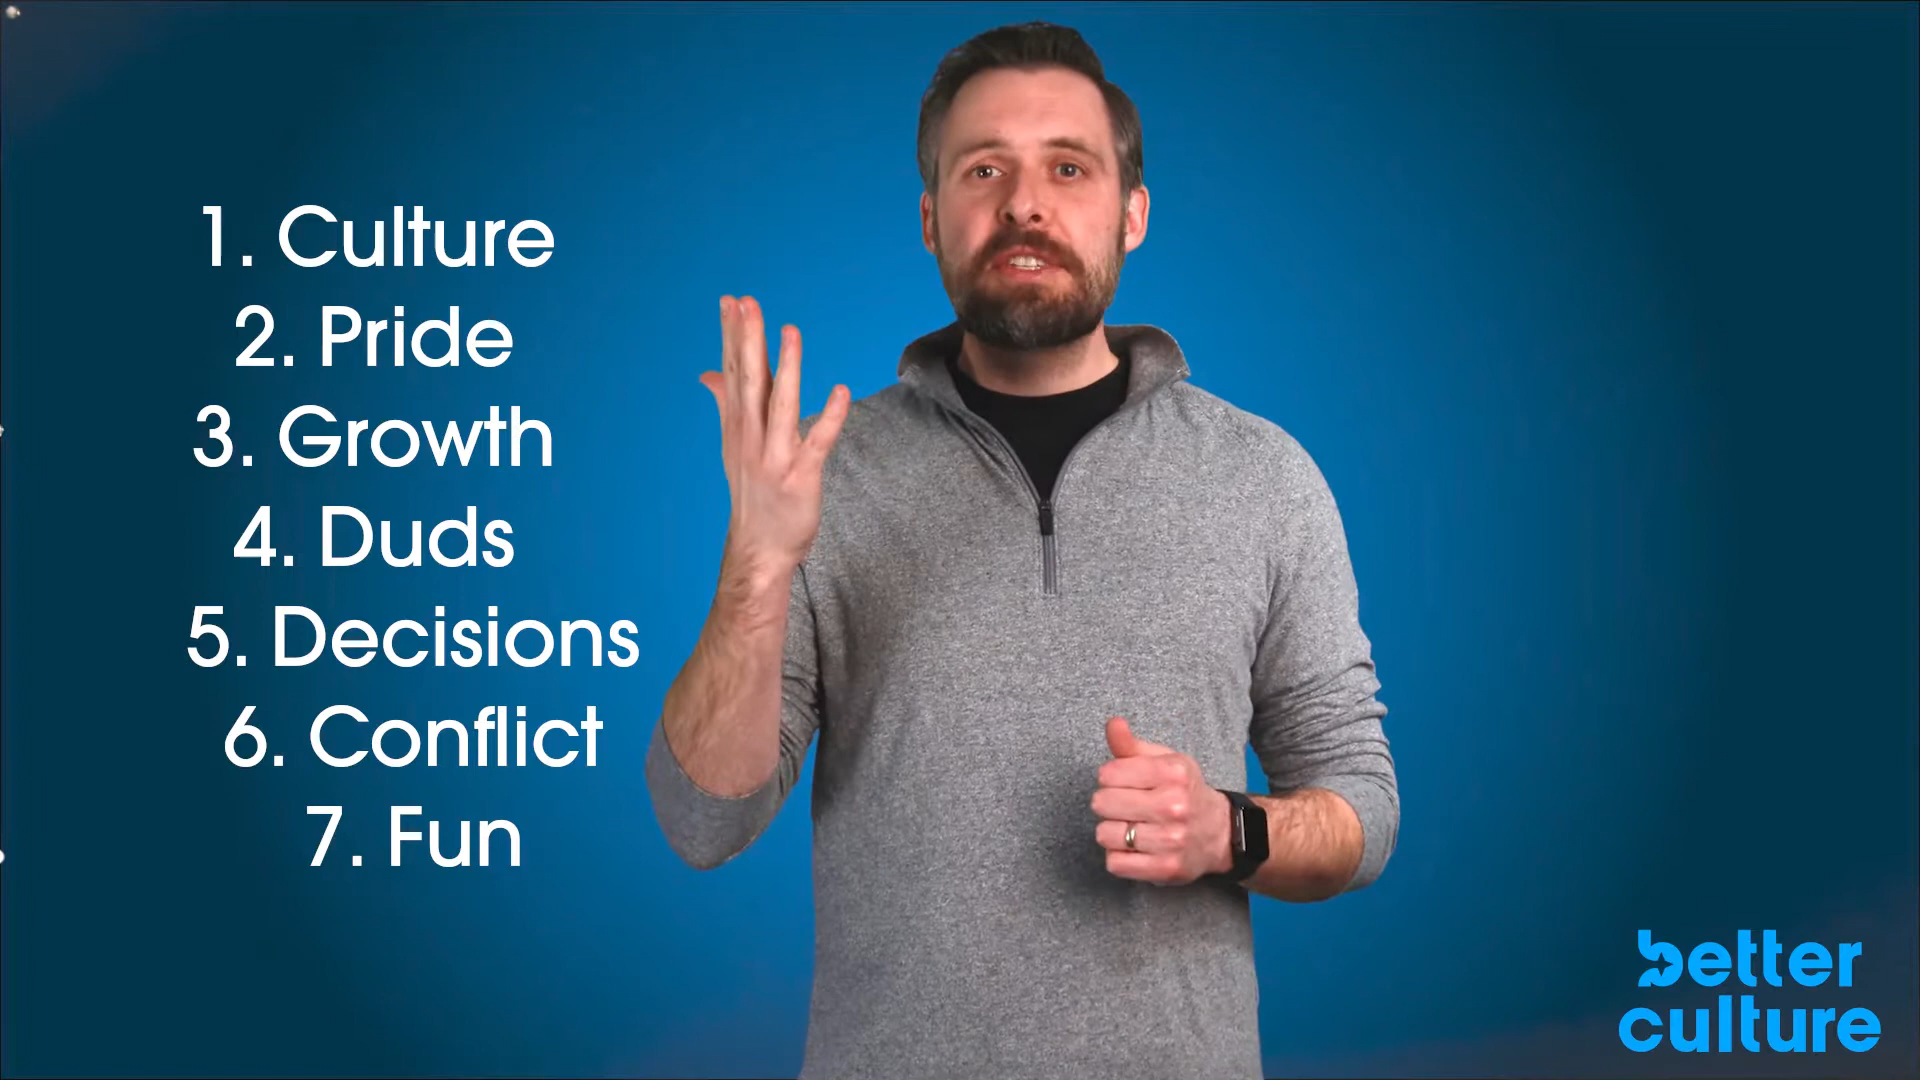 1. Culture
2. Pride
3. Growth
4. Duds
5. Decisions
6. Conflict
7. Fun
better
culture